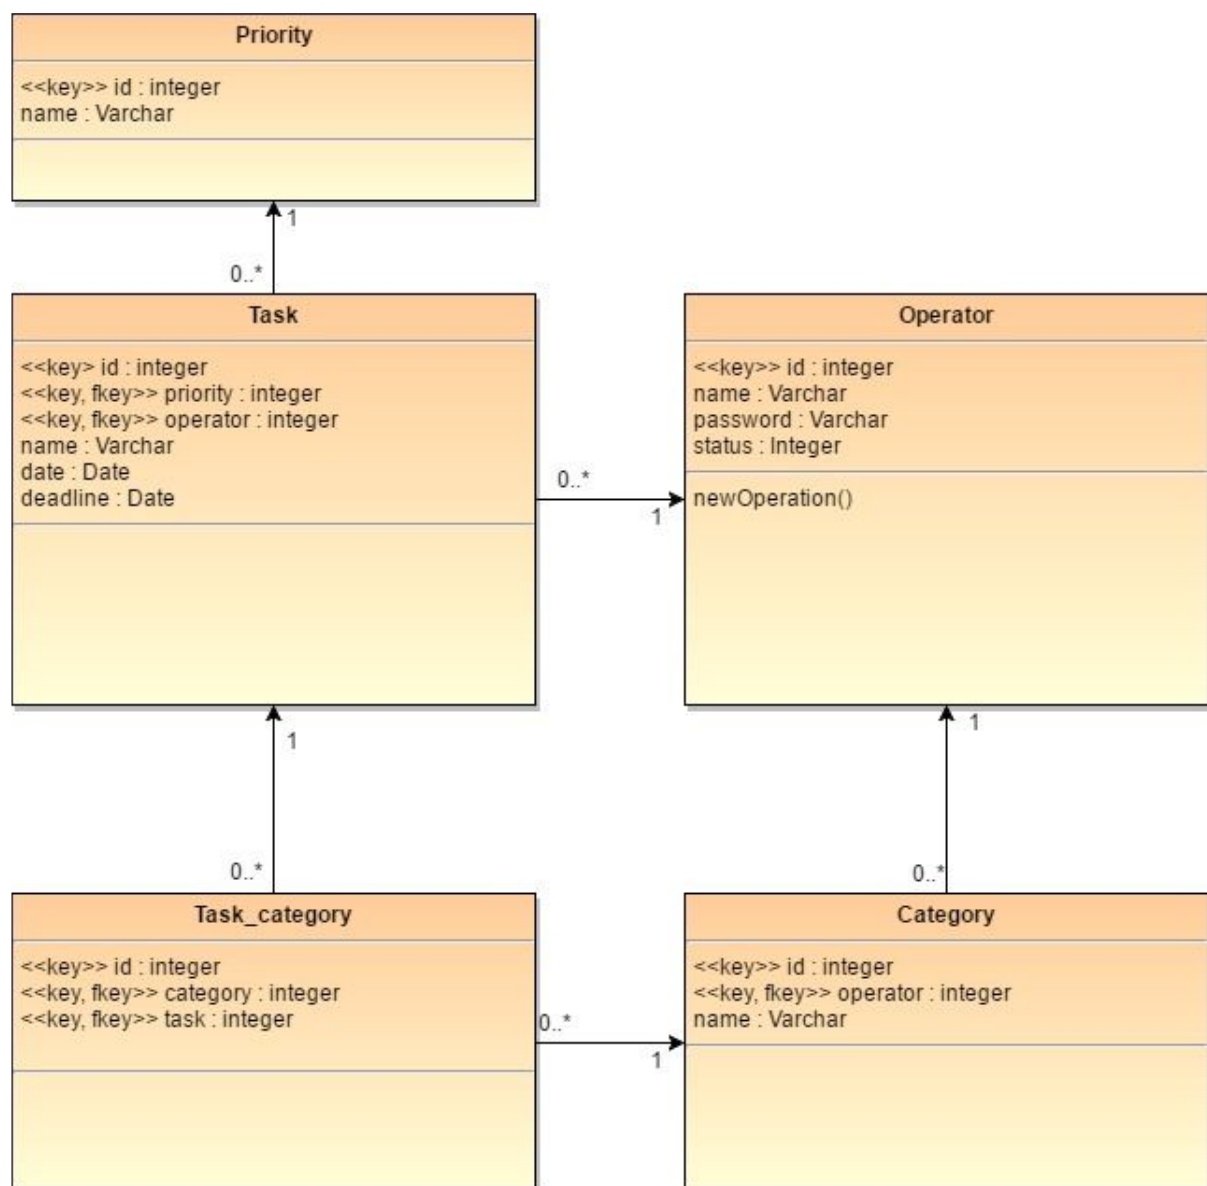 Priority
<<key>> id : integer
name : Varchar
1
0..*
Task
<<key> id : integer
<<key, fkey>> priority : integer
<<key, fkey>> operator : integer
name : Varchar
date : Date
deadline : Date
0..*
1
Operator
<<key>> id : integer
name : Varchar
password : Varchar
status : Integer
newOperation()
1
0..*
1
0..*
Task_category
<<key>> id : integer
<<key, fkey>> category : integer
<<key, fkey>> task : integer
0..*
1
Category
<<key>> id : integer
<<key, fkey>> operator : integer
name : Varchar